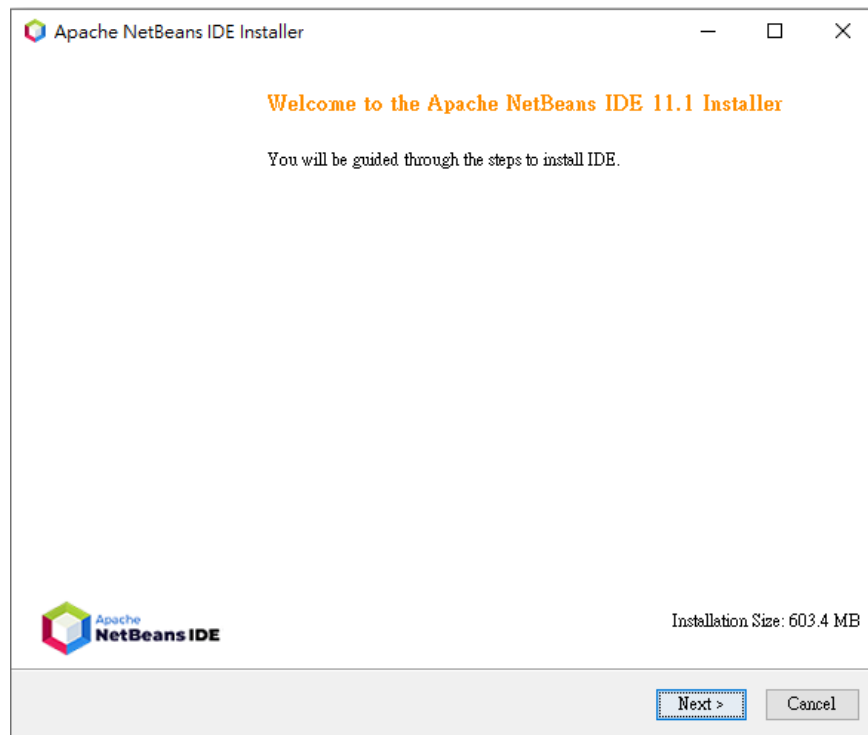 Apache NetBeans IDE Installer
Welcome to the Apache NetBeans IDE 11.1 Installer
You will be guided through the steps to install IDE.
Apache
NetBeans IDE
Installation Size: 603.4 MB
Next >
Cancel